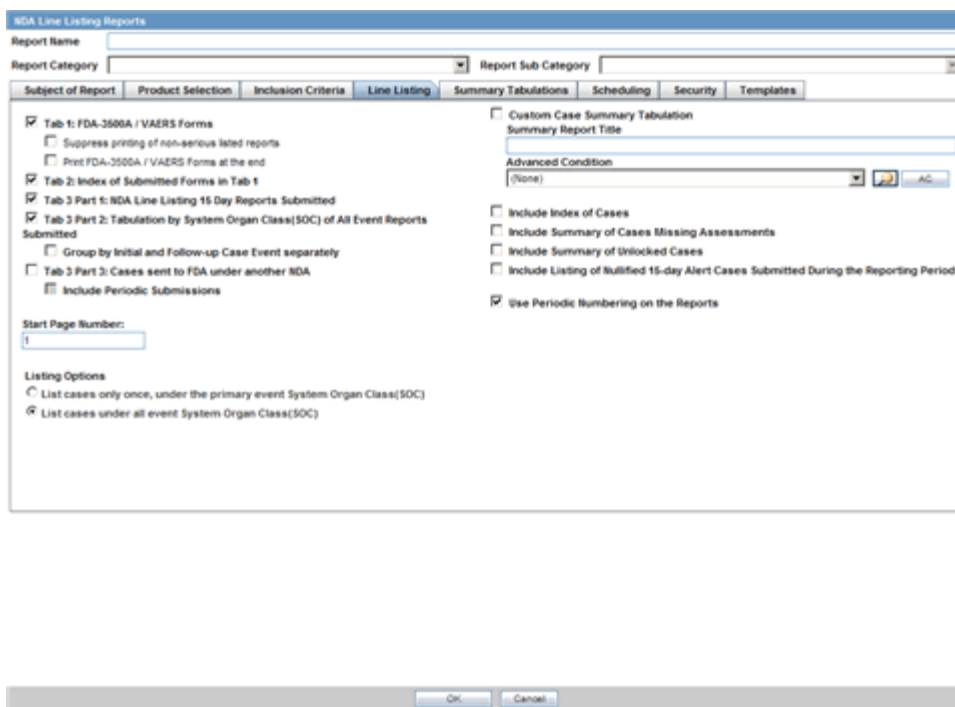 NDA Line Listing Reports
Report Name
Report Category
Report Sub Category
Subject of Report
Product Selection
Inclusion Criteria
Line Listing
Summary Tabulations
Scheduling
Security
Templates
Tab 1: FDA-3500A / VAERS Forms
Suppress printing of non-serious listed reports
Print FDA-3500A / VAERS Forms at the end
Tab 2: Index of Submitted Forms in Tab 1
Tab 3 Part 1: NDA Line Listing 15 Day Reports Submitted
Tab 3 Part 2: Tabulation by System Organ Class(SOC) of All Event Reports
Submitted
Group by Initial and Follow-up Case Event separately
Tab 3 Part 3: Cases sent to FDA under another NDA
Include Periodic Submissions
Start Page Number:
1
Listing Options
List cases only once, under the primary event System Organ Class(SOC)
List cases under all event System Organ Class(SOC)
Custom Case Summary Tabulation
Summary Report Title
Advanced Condition
(None)
AC
Include Index of Cases
Include Summary of Cases Missing Assessments
Include Summary of Unlocked Cases
Include Listing of Nullified 15-day Alert Cases Submitted During the Reporting Period
Use Periodic Numbering on the Reports
OK
Cancel